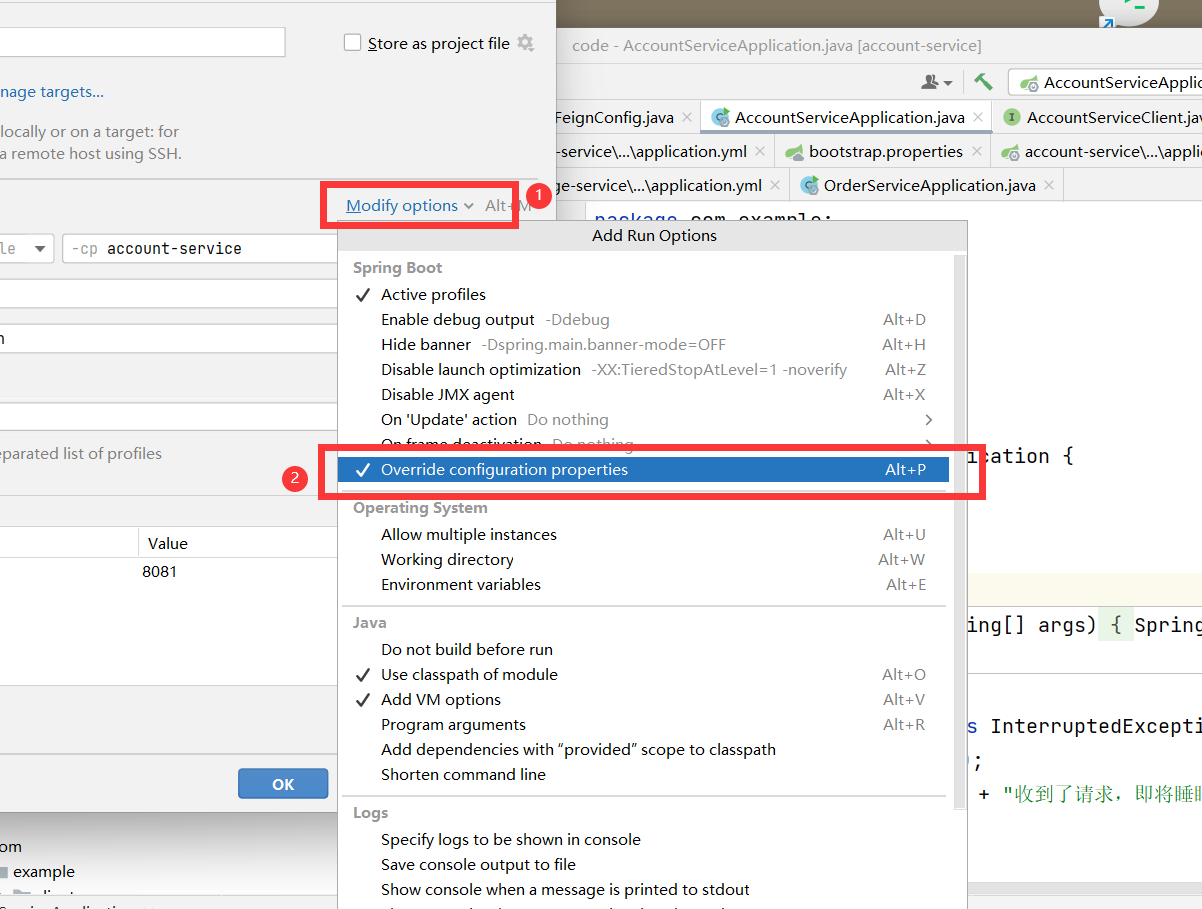 Store as project file
code - AccountServiceApplication.java [account-service]
nage targets...
AccountServiceApplic
FeignConfig.java
AccountServiceApplication.java
AccountServiceClient.jav
locally or on a target: for
a remote host using SSH.
-service\...\application.yml
bootstrap.properties
account-service\...\appli
ge-service\...\application.yml
OrderServiceApplication.java
Modify options
Alt+M
1
package com.example;
Add Run Options
le
-cp account-service
Spring Boot
Active profiles
Enable debug output -Ddebug Alt+D
n
Hide banner -Dspring.main.banner-mode=OFF Alt+H
Disable launch optimization -XX:TieredStopAtLevel=1 -noverify Alt+Z
Disable JMX agent Alt+X
On 'Update' action Do nothing
On frame deactivation Do nothing
eparated list of profiles
ication {
2
Override configuration properties Alt+P
Operating System
Value
Allow multiple instances Alt+U
Working directory Alt+W
8081
Environment variables Alt+E
Java
ing[] args) { Spring
Do not build before run
Use classpath of module Alt+O
Add VM options Alt+V
Program arguments Alt+R
s InterruptedExcepti
Add dependencies with “provided” scope to classpath
);
Shorten command line
OK
+ "收到了请求，即将睡眠
Logs
Specify logs to be shown in console
om
Save console output to file
example
Show console when a message is printed to stdout